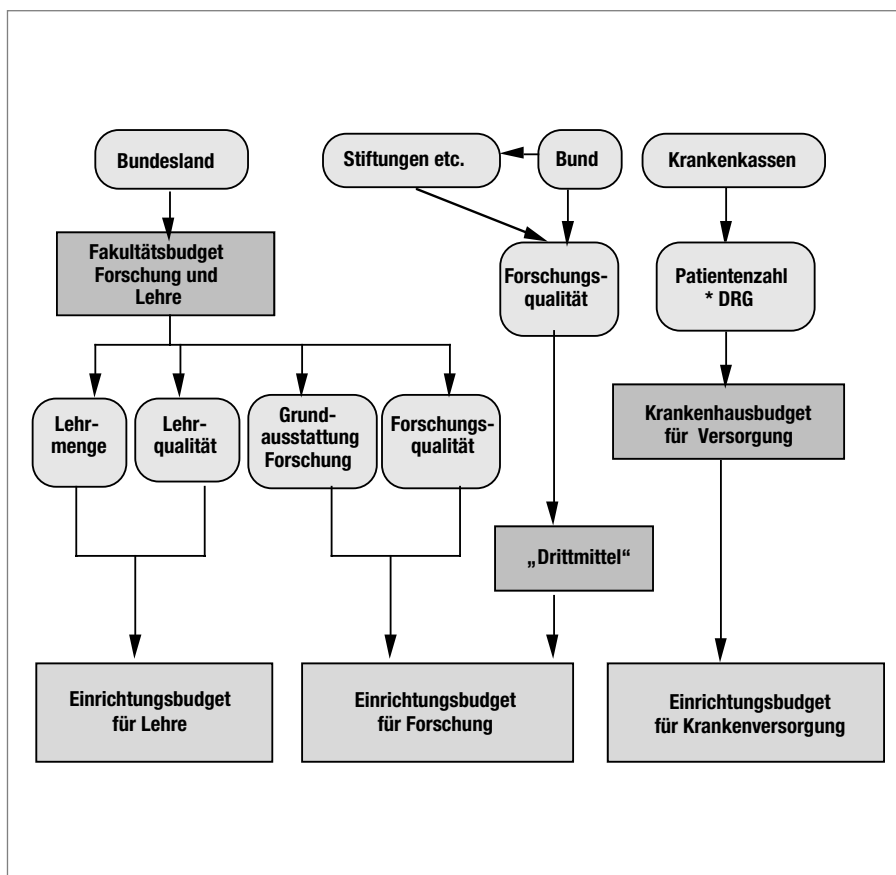 Bundesland
Stiftungen etc.
Bund
Krankenkassen
Fakultätsbudget
Forschung und
Lehre
Forschungs-
qualität
Patientenzahl
* DRG
Lehr-
menge
Lehr-
qualität
Grund-
ausstattung
Forschung
Forschungs-
qualität
Krankenhausbudget
für Versorgung
„Drittmittel“
Einrichtungsbudget
für Lehre
Einrichtungsbudget
für Forschung
Einrichtungsbudget
für Krankenversorgung